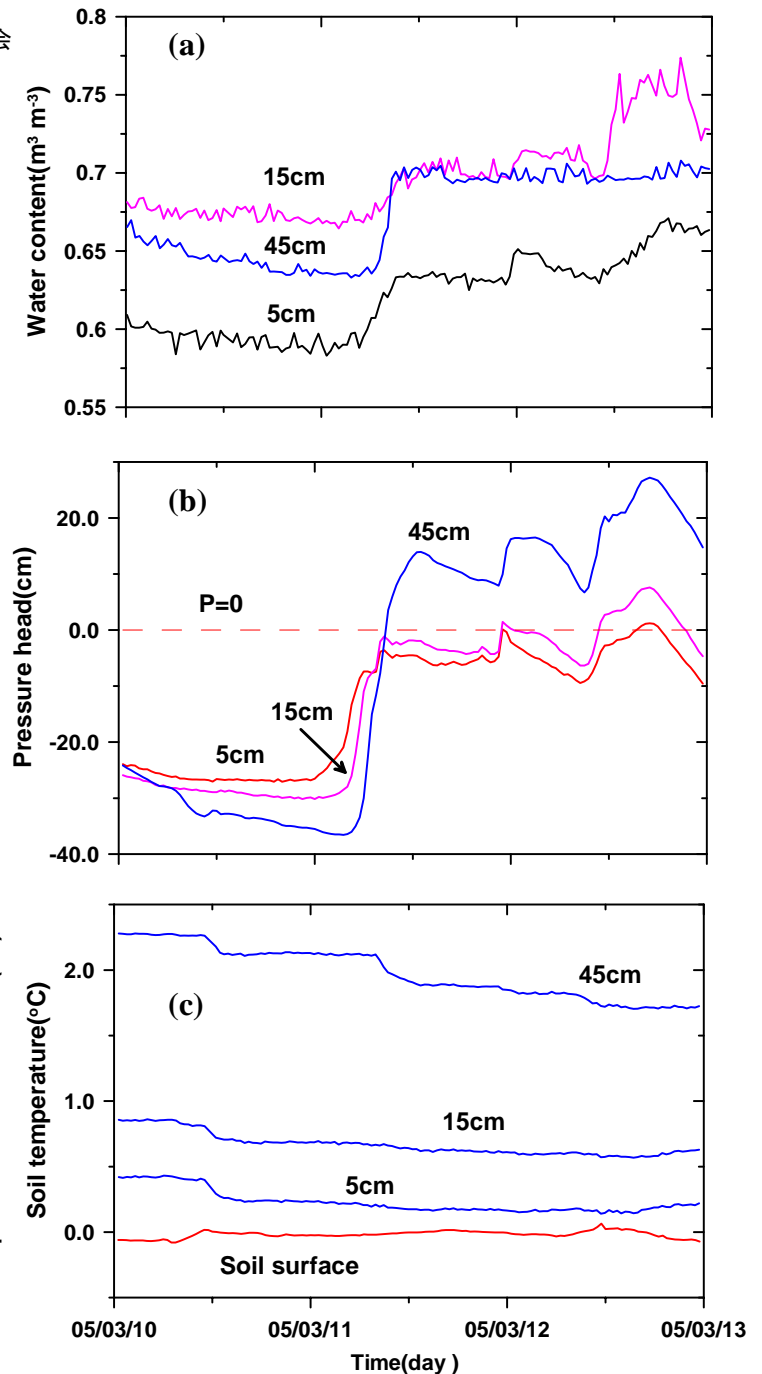 0.8
(a)
0.75
0.7
15cm
45cm
0.65
5cm
0.6
0.55
Water content(m³ m⁻³)
(b)
20.0
45cm
P=0
0.0
15cm
-20.0
5cm
-40.0
Pressure head(cm)
2.0
45cm
(c)
1.0
15cm
5cm
0.0
Soil surface
Soil temperature(°C)
05/03/10 05/03/11 05/03/12 05/03/13
Time(day )